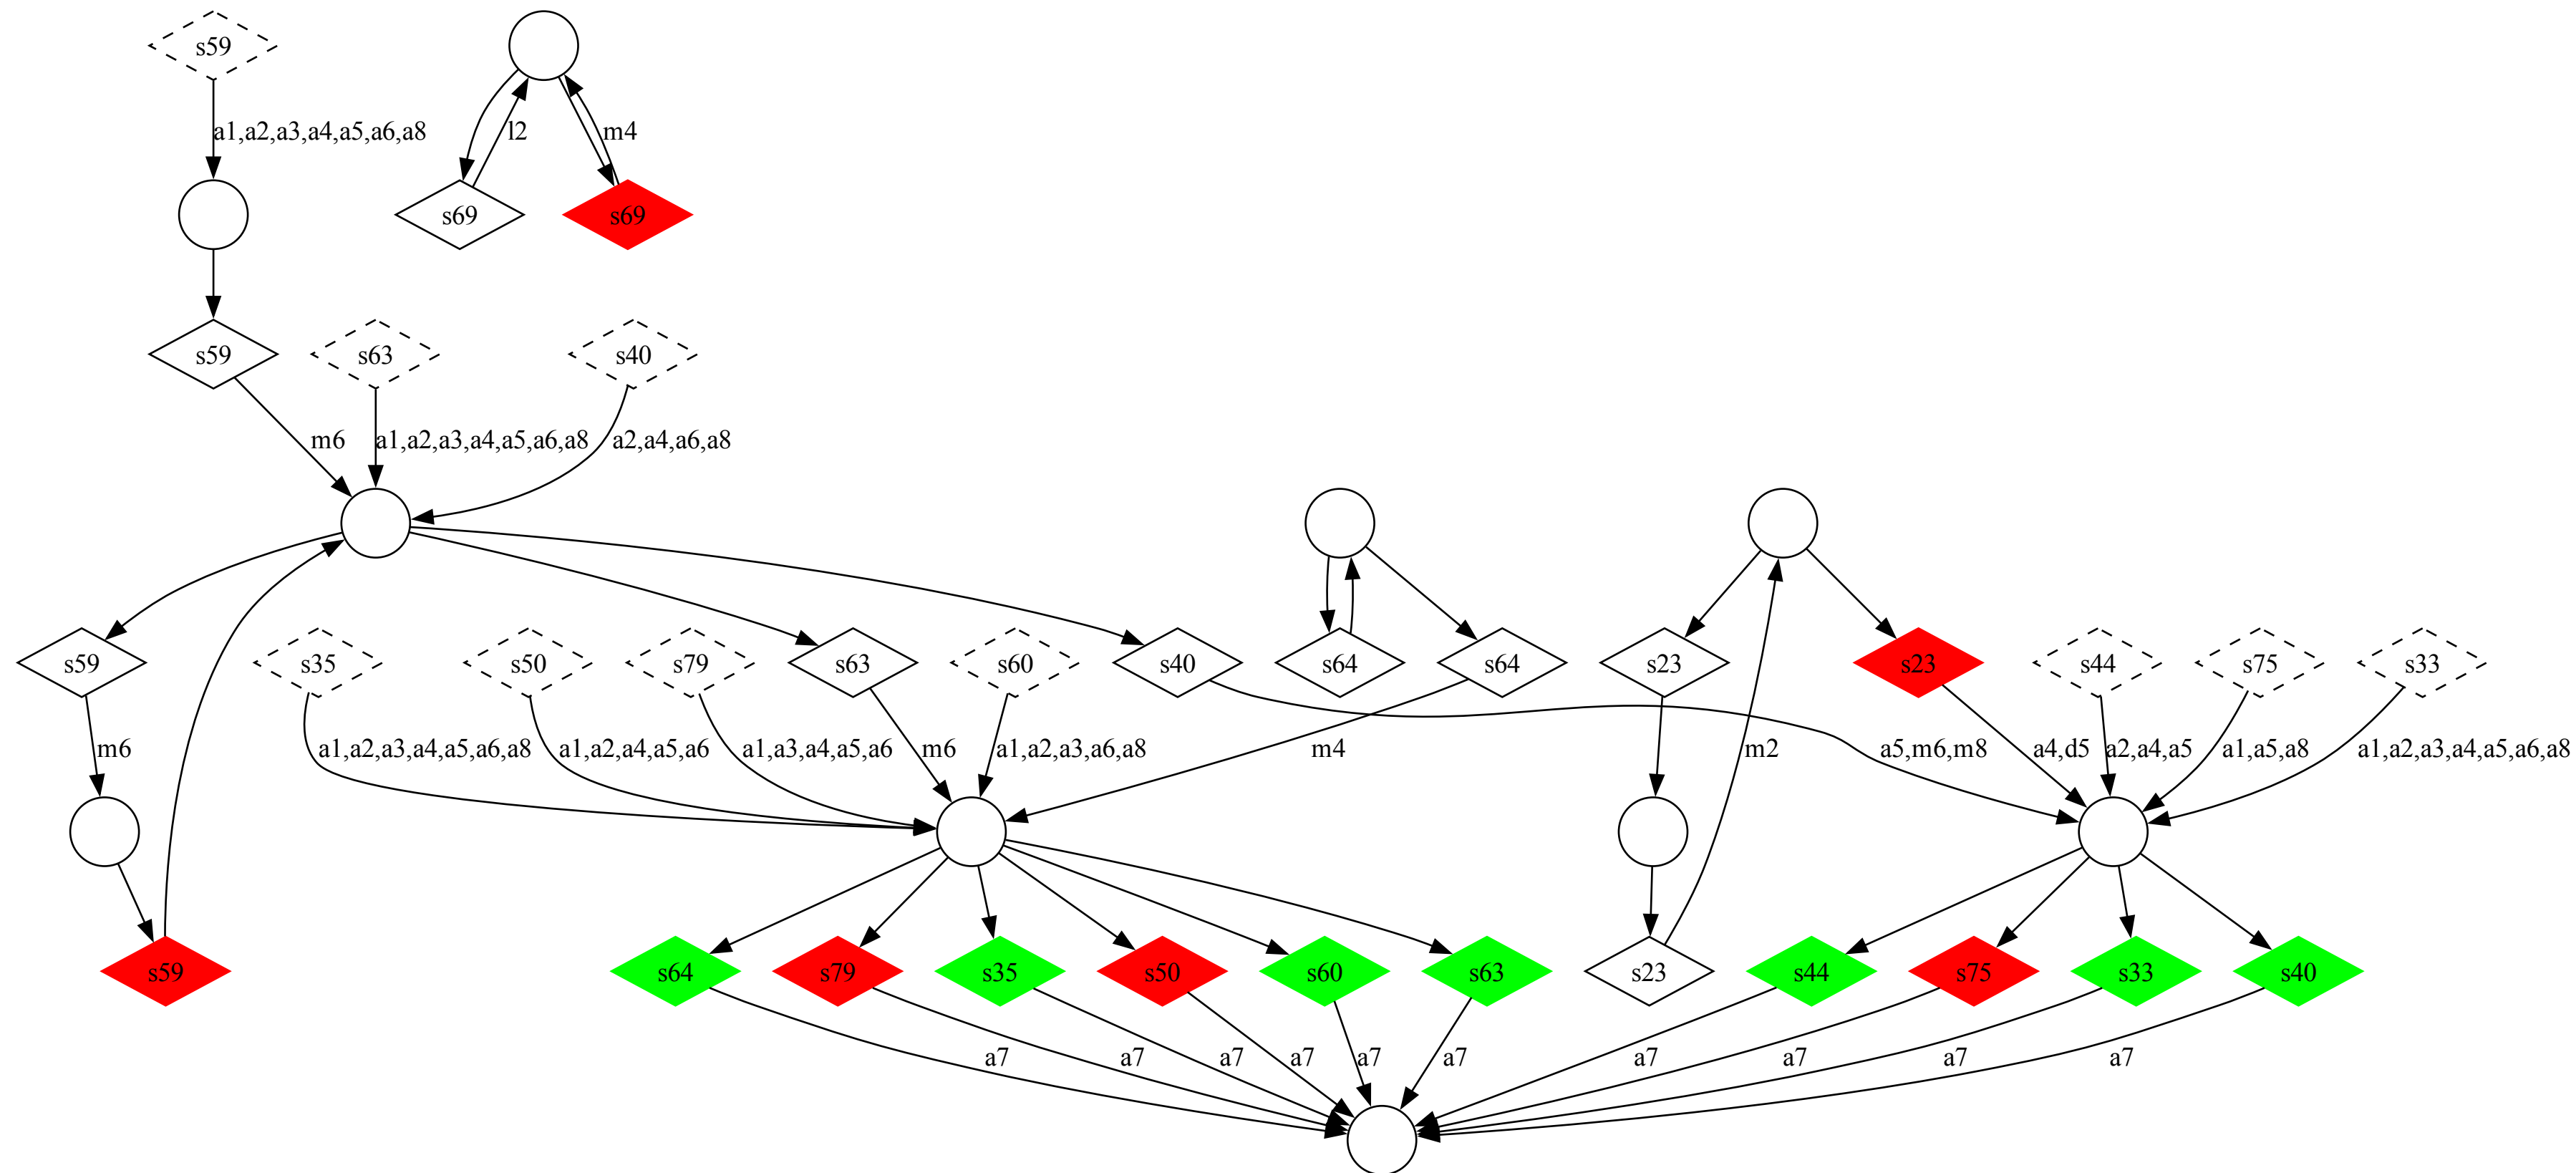 s59
a1,a2,a3,a4,a5,a6,a8
l2
m4
s69
s69
s59
s63
s40
m6
a1,a2,a3,a4,a5,a6,a8
a2,a4,a6,a8
s59
s35
s50
s79
s63
s60
s40
s64
s64
s23
s23
s44
s75
s33
m6
a1,a2,a3,a4,a5,a6,a8
a1,a2,a4,a5,a6
a1,a3,a4,a5,a6
m6
a1,a2,a3,a6,a8
m4
m2
a5,m6,m8
a4,d5
a2,a4,a5
a1,a5,a8
a1,a2,a3,a4,a5,a6,a8
s59
s64
s79
s35
s50
s60
s63
s23
s44
s75
s33
s40
a7
a7
a7
a7
a7
a7
a7
a7
a7
a7